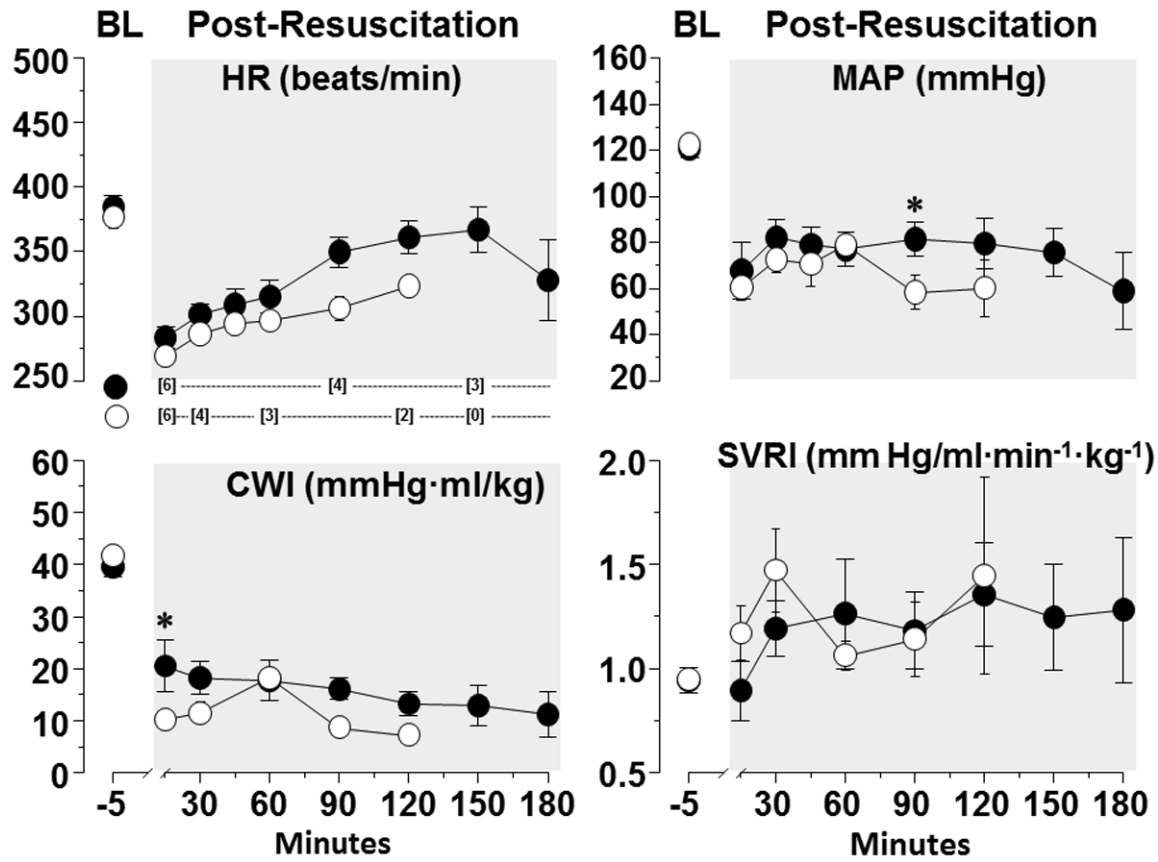 BL Post-Resuscitation
HR (beats/min)
500
450
400
350
300
250
[6] [4] [3]
[6] [4] [3] [2] [0]
BL Post-Resuscitation
MAP (mmHg)
160
140
120
100
80
60
40
20
*
CWI (mmHg·ml/kg)
60
50
40
30
20
10
0
*
-5 30 60 90 120 150 180
Minutes
SVRI (mm Hg/ml·min⁻¹·kg⁻¹)
2.0
1.5
1.0
0.5
-5 30 60 90 120 150 180
Minutes